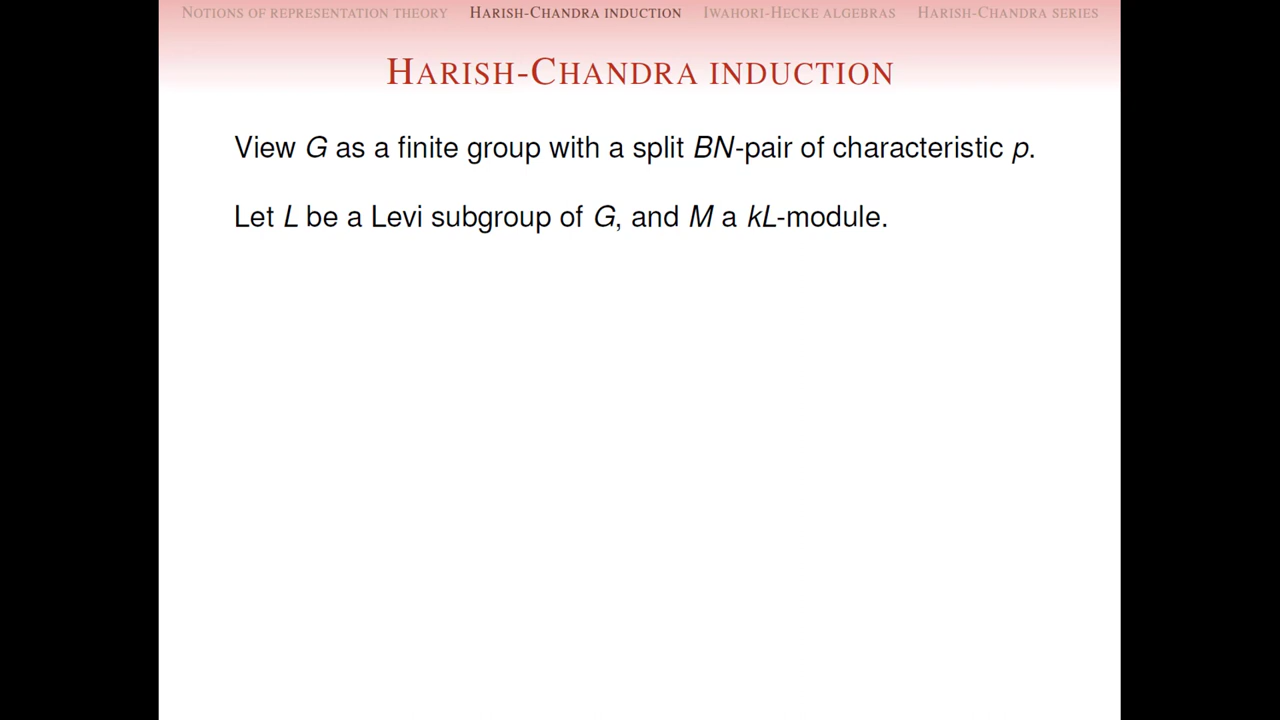 NOTIONS OF REPRESENTATION THEORY HARISH-CHANDRA INDUCTION IWAHORI-HECKE ALGEBRAS HARISH-CHANDRA SERIES
HARISH-CHANDRA INDUCTION
View G as a finite group with a split BN-pair of characteristic p.
Let L be a Levi subgroup of G, and M a kL-module.